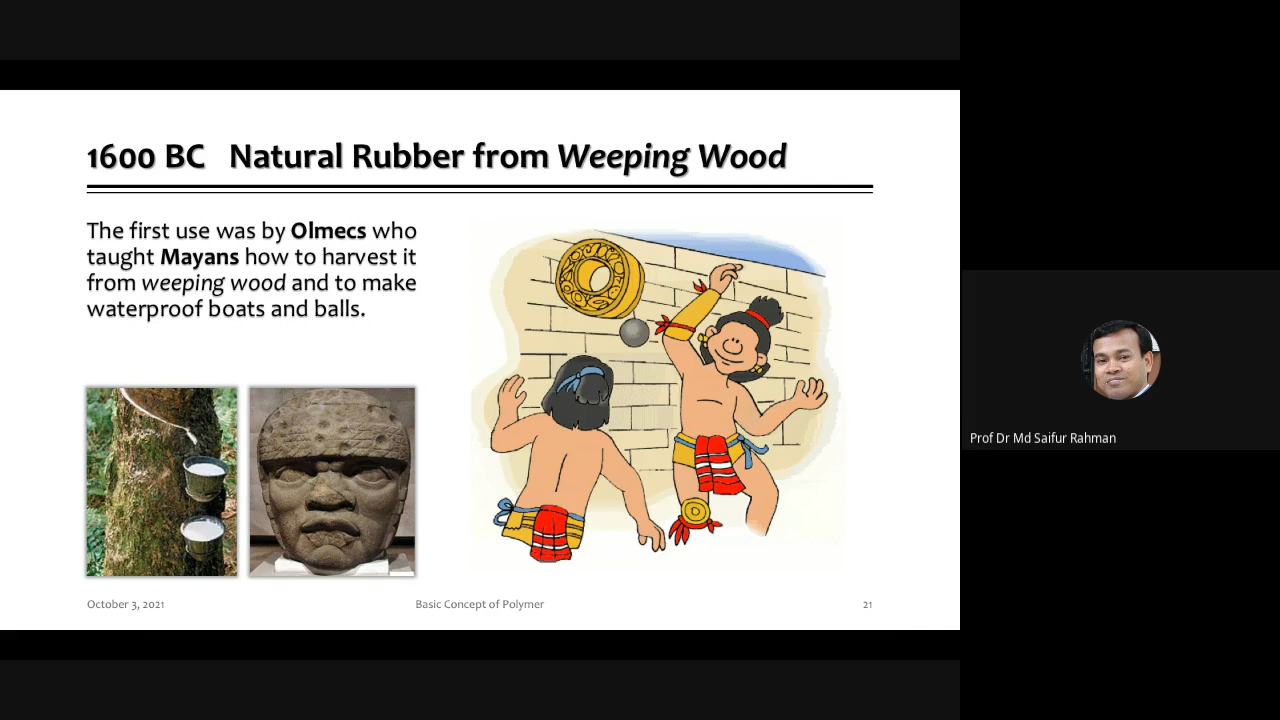 1600 BC Natural Rubber from Weeping Wood
The first use was by Olmecs who
taught Mayans how to harvest it
from weeping wood and to make
waterproof boats and balls.
October 3, 2021
Basic Concept of Polymer
21
Prof Dr Md Saifur Rahman